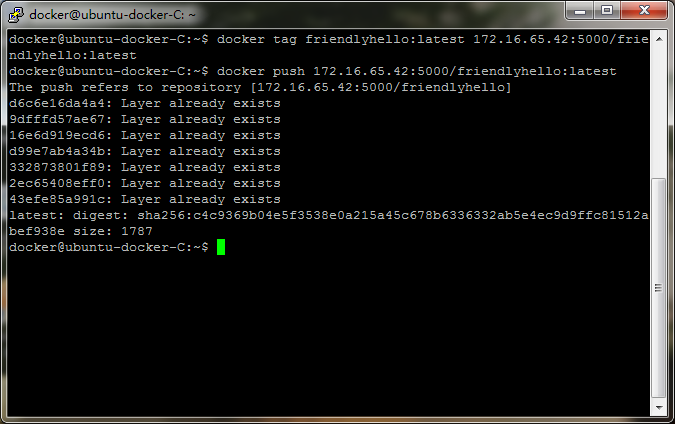 docker@ubuntu-docker-C: ~
docker@ubuntu-docker-C:~$ docker tag friendlyhello:latest 172.16.65.42:5000/frie
ndlyhello:latest
docker@ubuntu-docker-C:~$ docker push 172.16.65.42:5000/friendlyhello:latest
The push refers to repository [172.16.65.42:5000/friendlyhello]
d6c6e16da4a4: Layer already exists
9dfffd57ae67: Layer already exists
16e6d919ecd6: Layer already exists
d99e7ab4a34b: Layer already exists
332873801f89: Layer already exists
2ec65408eff0: Layer already exists
43efe85a991c: Layer already exists
latest: digest: sha256:c4c9369b04e5f3538e0a215a45c678b6336332ab5e4ec9d9ffc81512a
bef938e size: 1787
docker@ubuntu-docker-C:~$